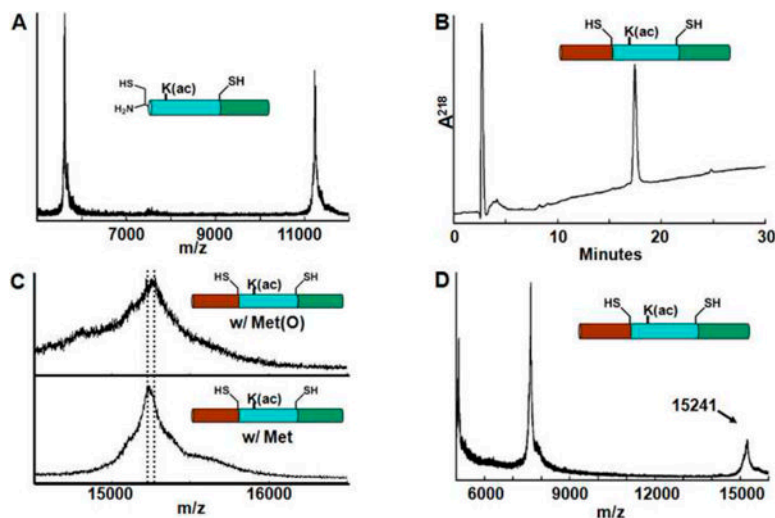 A
HS
K(ac)
SH
H₂N
7000 9000 11000
m/z
B
HS K(ac) SH
A²¹⁸
0 10 20 30
Minutes
C
HS K(ac) SH
w/ Met(O)
HS K(ac) SH
w/ Met
15000 16000
m/z
D
HS K(ac) SH
15241
6000 9000 12000 15000
m/z